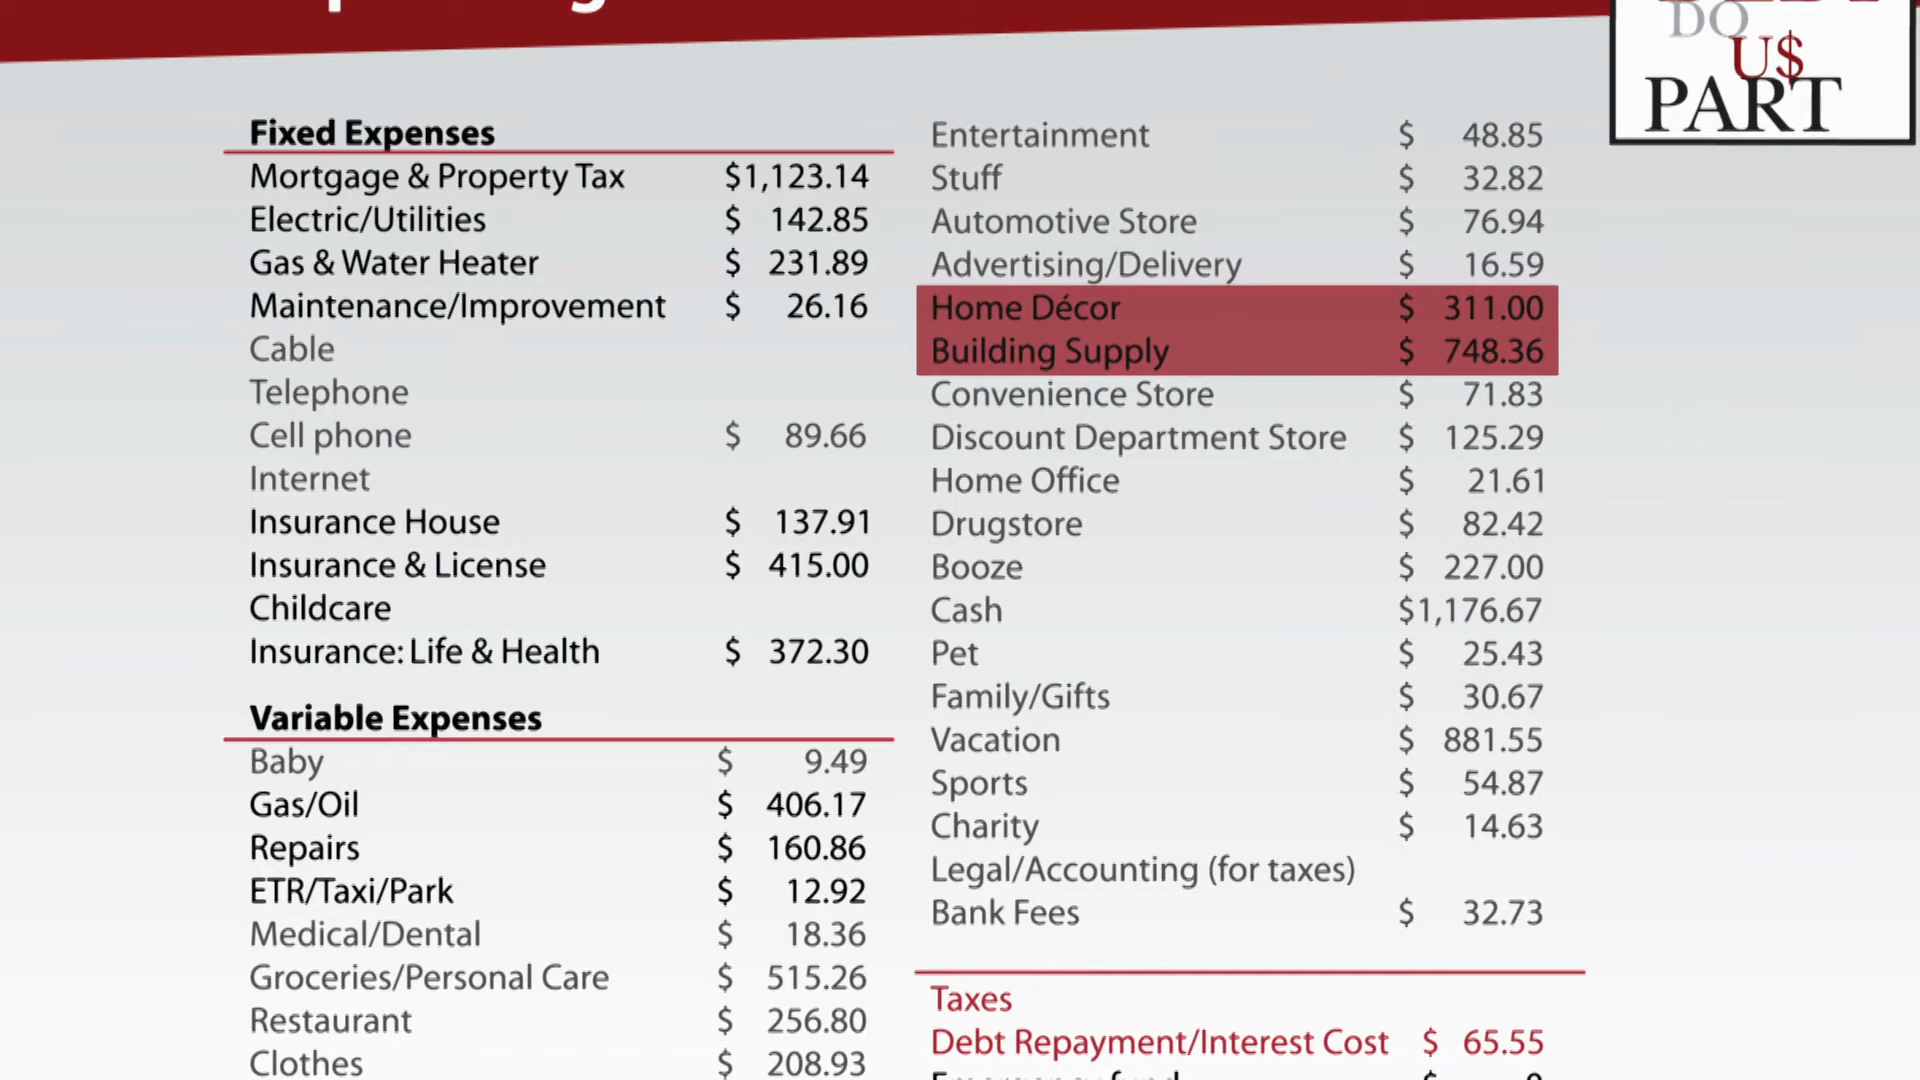 Fixed Expenses
Mortgage & Property Tax $1,123.14
Electric/Utilities $ 142.85
Gas & Water Heater $ 231.89
Maintenance/Improvement $ 26.16
Cable
Telephone
Cell phone $ 89.66
Internet
Insurance House $ 137.91
Insurance & License $ 415.00
Childcare
Insurance: Life & Health $ 372.30
Variable Expenses
Baby $ 9.49
Gas/Oil $ 406.17
Repairs $ 160.86
ETR/Taxi/Park $ 12.92
Medical/Dental $ 18.36
Groceries/Personal Care $ 515.26
Restaurant $ 256.80
Clothes $ 208.93
Entertainment $ 48.85
Stuff $ 32.82
Automotive Store $ 76.94
Advertising/Delivery $ 16.59
Home Décor $ 311.00
Building Supply $ 748.36
Convenience Store $ 71.83
Discount Department Store $ 125.29
Home Office $ 21.61
Drugstore $ 82.42
Booze $ 227.00
Cash $1,176.67
Pet $ 25.43
Family/Gifts $ 30.67
Vacation $ 881.55
Sports $ 54.87
Charity $ 14.63
Legal/Accounting (for taxes)
Bank Fees $ 32.73
Taxes
Debt Repayment/Interest Cost $ 65.55
DO
U$
PART